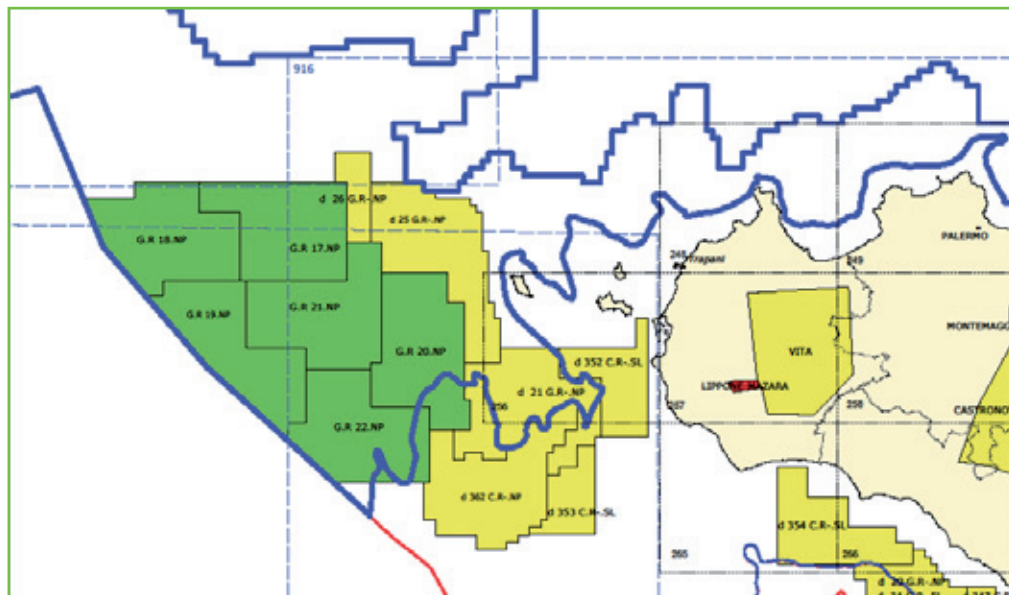 916
d 26 G.R-.NP
d 25 G.R-.NP
PALERMO
G.R 18.NP
G.R 17.NP
Trapani
249
G.R 19.NP
G.R 21.NP
MONTEMAG
VITA
G.R 20.NP
d 352 C.R-.SL
LIPPONE-MAZARA
d 21 G.R-.NP
256
257
258
CASTRONO
G.R 22.NP
d 362 C.R-.NP
d 353 C.R-.SL
d 354 C.R-.SL
265
266